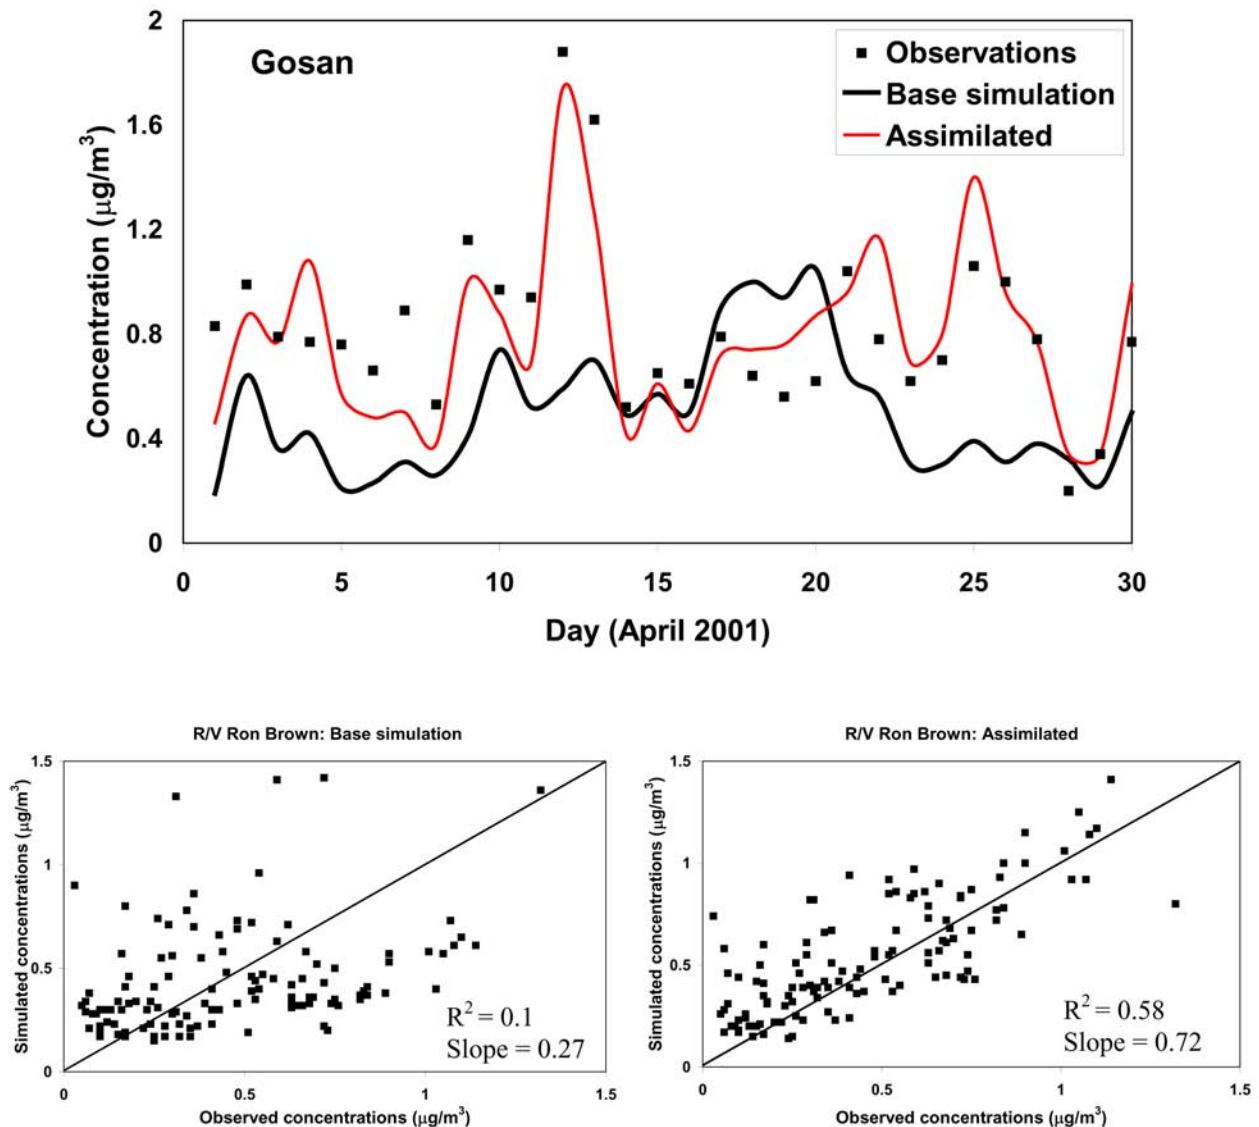 Gosan
Observations
Base simulation
Assimilated
Concentration (µg/m³)
2
1.6
1.2
0.8
0.4
0
0 5 10 15 20 25 30
Day (April 2001)
R/V Ron Brown: Base simulation
Simulated concentrations (µg/m³)
1.5
1
0.5
0
R² = 0.1
Slope = 0.27
0 0.5 1 1.5
Observed concentrations (µg/m³)
R/V Ron Brown: Assimilated
Simulated concentrations (µg/m³)
1.5
1
0.5
0
R² = 0.58
Slope = 0.72
0 0.5 1 1.5
Observed concentrations (µg/m³)